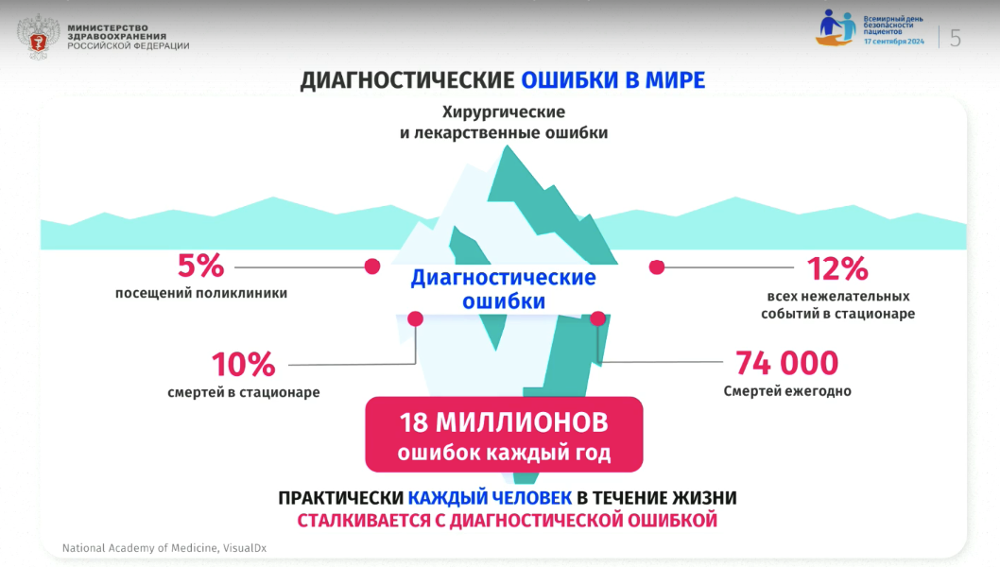 МИНИСТЕРСТВО
ЗДРАВООХРАНЕНИЯ
РОССИЙСКОЙ ФЕДЕРАЦИИ
Всемирный день
безопасности
пациентов
17 сентября 2024
5
ДИАГНОСТИЧЕСКИЕ ОШИБКИ В МИРЕ
Хирургические
и лекарственные ошибки
5%
посещений поликлиники
Диагностические
ошибки
12%
всех нежелательных
событий в стационаре
10%
смертей в стационаре
74 000
Смертей ежегодно
18 МИЛЛИОНОВ
ошибок каждый год
ПРАКТИЧЕСКИ КАЖДЫЙ ЧЕЛОВЕК В ТЕЧЕНИЕ ЖИЗНИ
СТАЛКИВАЕТСЯ С ДИАГНОСТИЧЕСКОЙ ОШИБКОЙ
National Academy of Medicine, VisualDx